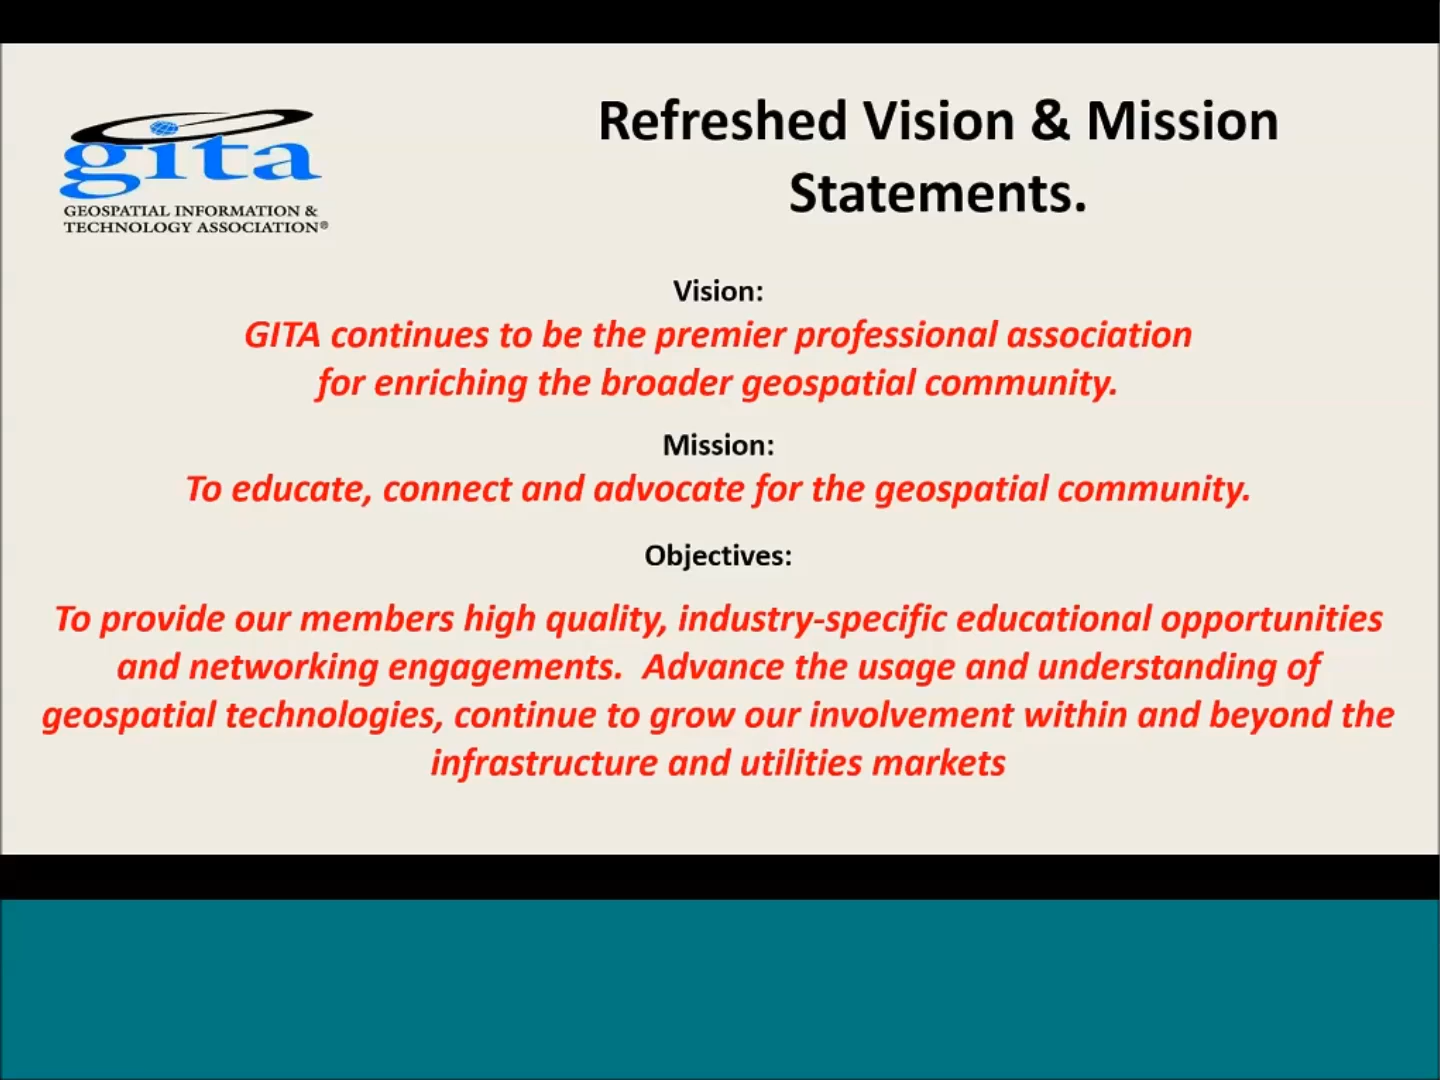 gita
GEOSPATIAL INFORMATION &
TECHNOLOGY ASSOCIATION®
Refreshed Vision & Mission
Statements.
Vision:
GITA continues to be the premier professional association
for enriching the broader geospatial community.
Mission:
To educate, connect and advocate for the geospatial community.
Objectives:
To provide our members high quality, industry-specific educational opportunities
and networking engagements.  Advance the usage and understanding of
geospatial technologies, continue to grow our involvement within and beyond the
infrastructure and utilities markets